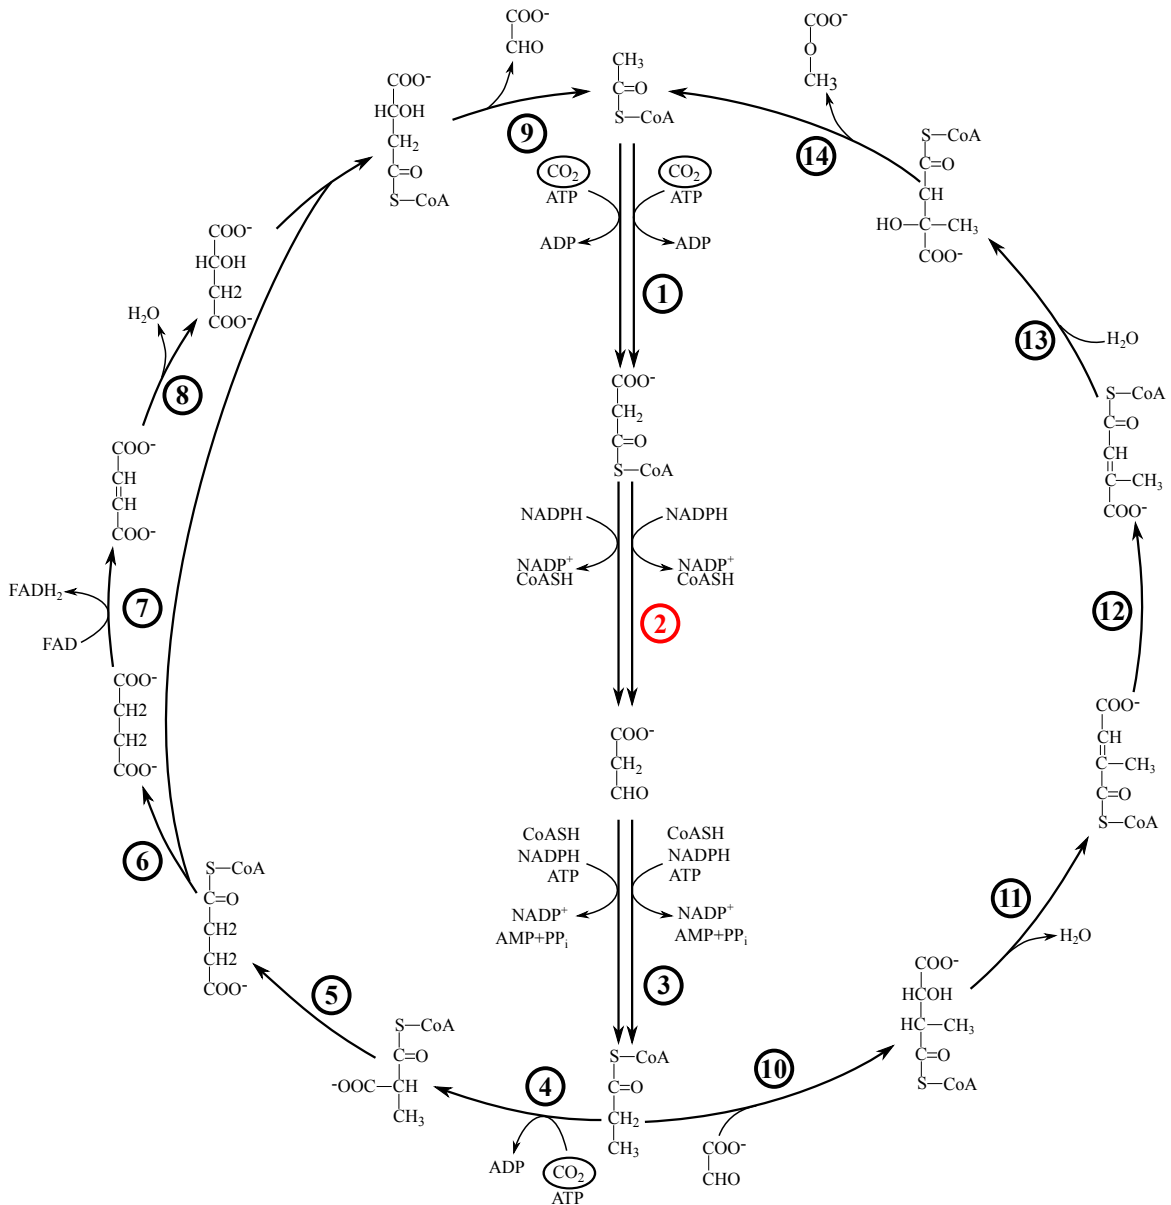 COO⁻
CHO
9
COO⁻
HCOH
CH₂
C=O
S—CoA
CH₃
C=O
S—CoA
COO⁻
O
CH₃
14
S—CoA
C=O
CH
HO—C—CH₃
COO⁻
CO₂
ATP
ADP
CO₂
ATP
ADP
1
COO⁻
HCOH
CH2
COO⁻
H₂O
8
13
H₂O
COO⁻
CH₂
C=O
S—CoA
S—CoA
C=O
CH
C—CH₃
COO⁻
COO⁻
CH
CH
COO⁻
NADPH
NADP⁺
CoASH
NADPH
NADP⁺
CoASH
2
FADH₂
FAD
7
12
COO⁻
CH2
CH2
COO⁻
COO⁻
CH₂
CHO
COO⁻
CH
C—CH₃
C=O
S—CoA
6
S—CoA
C=O
CH2
CH2
COO⁻
CoASH
NADPH
ATP
NADP⁺
AMP+PPᵢ
CoASH
NADPH
ATP
NADP⁺
AMP+PPᵢ
3
11
H₂O
5
S—CoA
C=O
⁻OOC—CH
CH₃
COO⁻
HCOH
HC—CH₃
C=O
S—CoA
4
ADP
CO₂
ATP
S—CoA
C=O
CH₂
CH₃
10
COO⁻
CHO